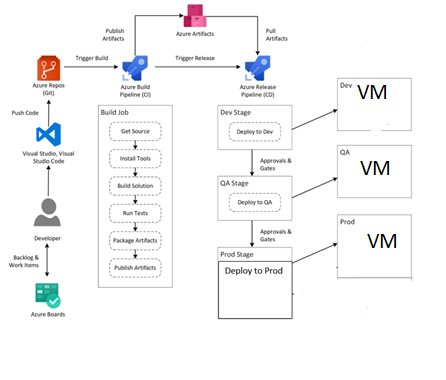 Publish
Artifacts
Azure Artifacts
Pull
Artifacts
Trigger Build
Trigger Release
Azure Repos
(Git)
Azure Build
Pipeline (CI)
Azure Release
Pipeline (CD)
Push Code
Visual Studio, Visual
Studio Code
Developer
Backlog &
Work Items
Azure Boards
Build Job
Get Source
Install Tools
Build Solution
Run Tests
Package Artifacts
Publish Artifacts
Dev Stage
Deploy to Dev
Approvals &
Gates
QA Stage
Deploy to QA
Approvals &
Gates
Prod Stage
Deploy to Prod
Dev
VM
QA
VM
Prod
VM